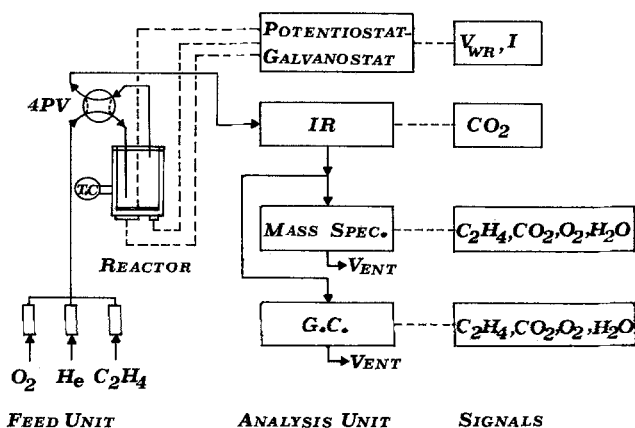 POTENTIOSTAT-
GALVANOSTAT
V_WR, I
4PV
IR
CO₂
T.C
MASS SPEC.
C₂H₄,CO₂,O₂,H₂O
VENT
REACTOR
G.C.
C₂H₄,CO₂,O₂,H₂O
VENT
O₂ He C₂H₄
FEED UNIT
ANALYSIS UNIT
SIGNALS